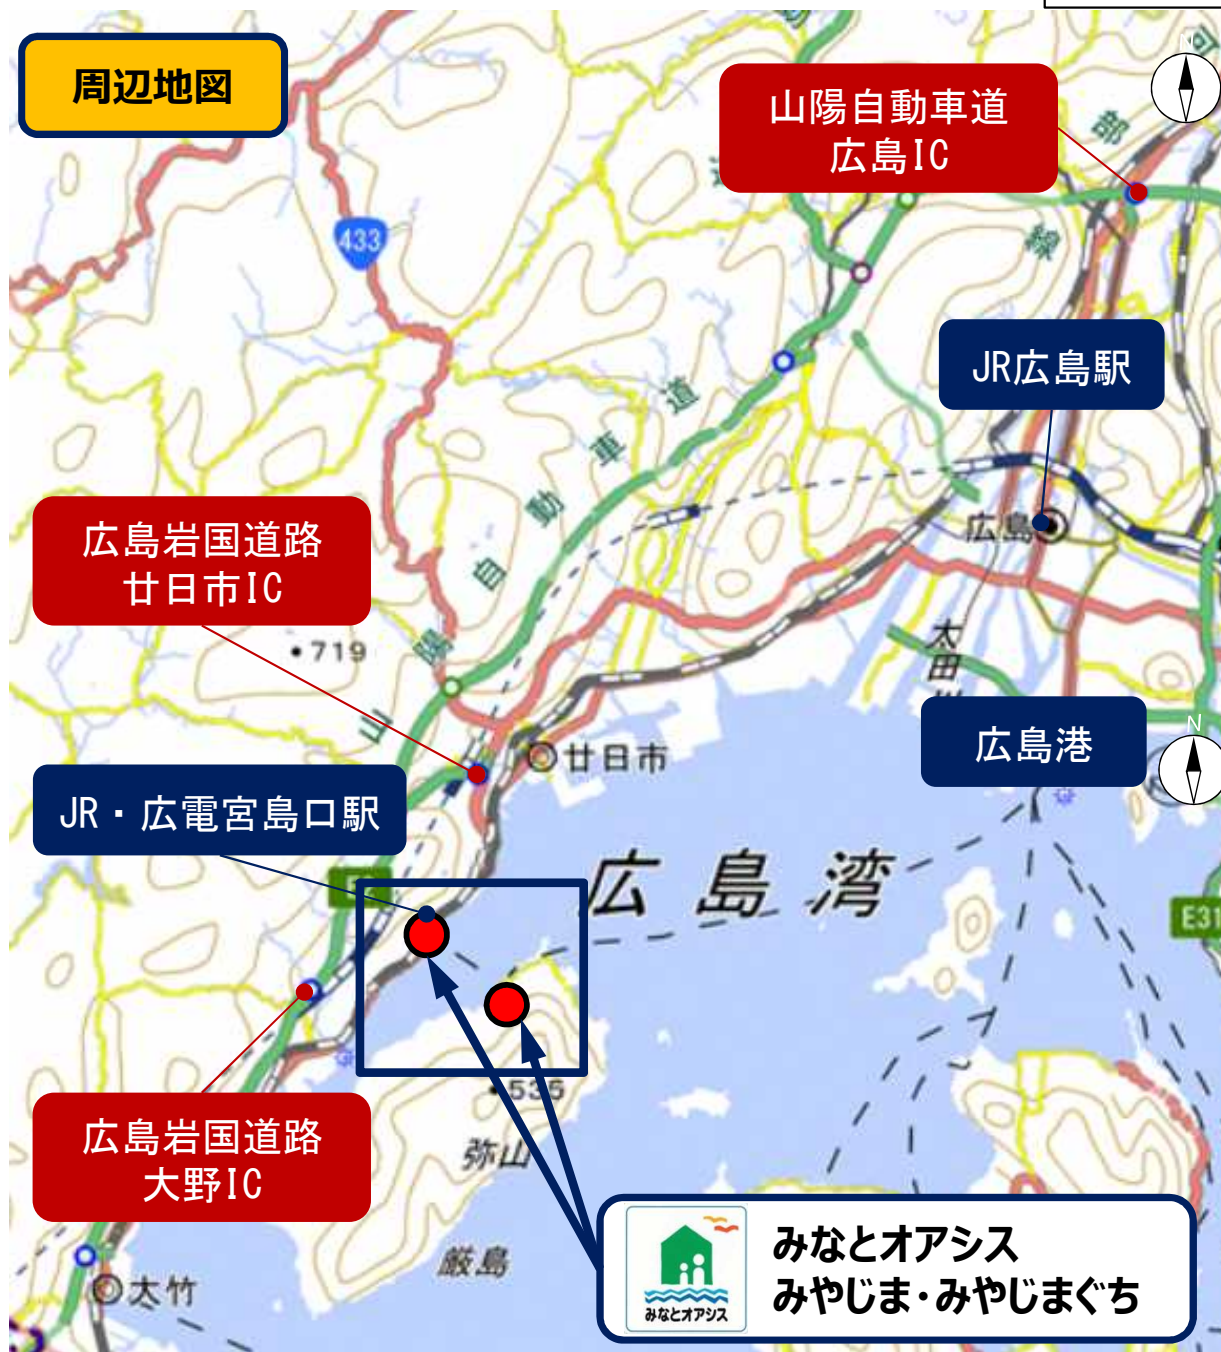 周辺地図
N
山陽自動車道
広島IC
部
線
433
JR広島駅
山陽自動車道
広島岩国道路
廿日市IC
広島
・719
太田
広島港
N
廿日市
JR・広電宮島口駅
広島湾
E31
・535
弥山
広島岩国道路
大野IC
厳島
大竹
みなとオアシス
みなとオアシス
みやじま・みやじまぐち